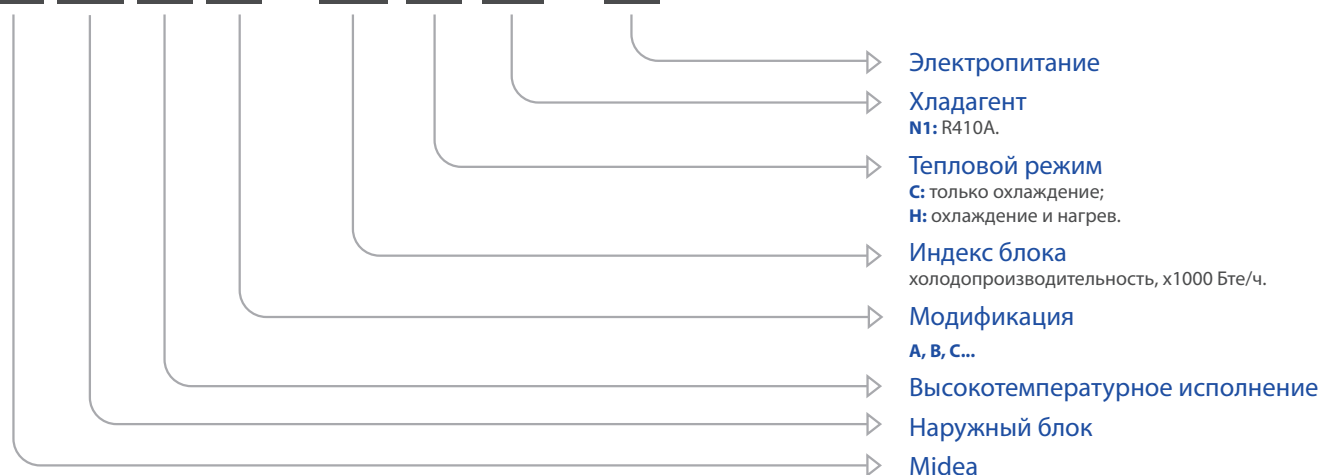 Электропитание
Хладагент
N1: R410A.
Тепловой режим
C: только охлаждение;
H: охлаждение и нагрев.
Индекс блока
холодопроизводительность, x1000 Бте/ч.
Модификация
A, B, C...
Высокотемпературное исполнение
Наружный блок
Midea